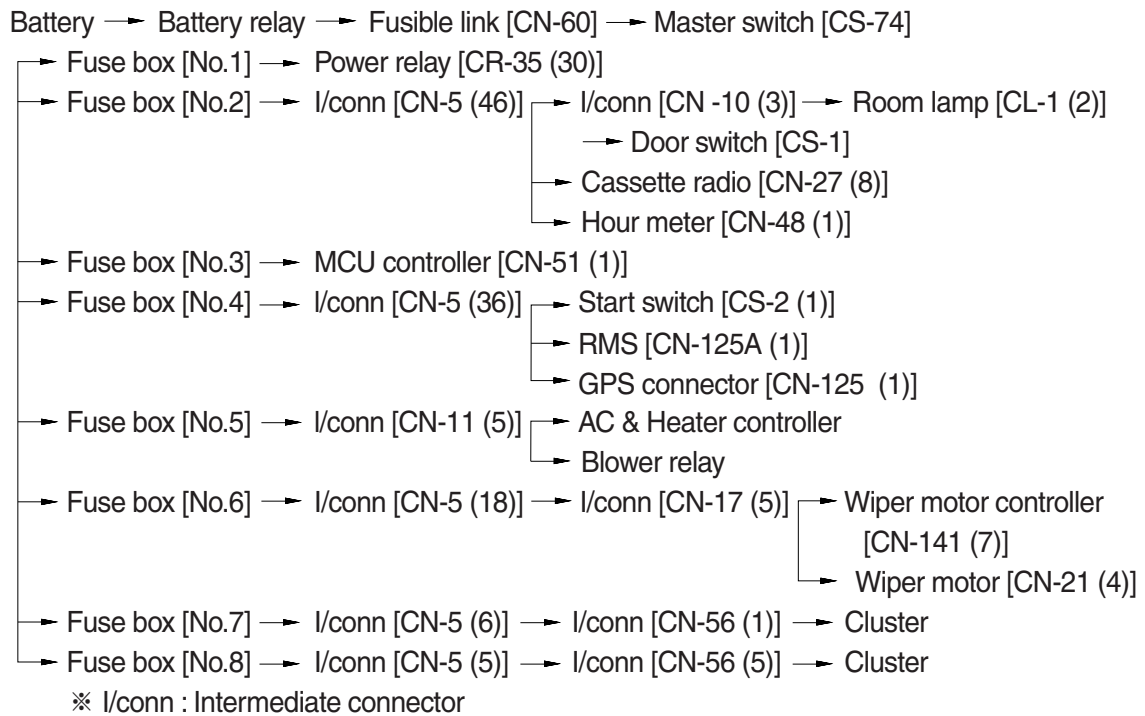 Battery → Battery relay → Fusible link [CN-60] → Master switch [CS-74]
→ Fuse box [No.1] → Power relay [CR-35 (30)]
→ Fuse box [No.2] → I/conn [CN-5 (46)] → I/conn [CN -10 (3)] → Room lamp [CL-1 (2)]
→ Door switch [CS-1]
→ Cassette radio [CN-27 (8)]
→ Hour meter [CN-48 (1)]
→ Fuse box [No.3] → MCU controller [CN-51 (1)]
→ Fuse box [No.4] → I/conn [CN-5 (36)] → Start switch [CS-2 (1)]
→ RMS [CN-125A (1)]
→ GPS connector [CN-125 (1)]
→ Fuse box [No.5] → I/conn [CN-11 (5)] → AC & Heater controller
→ Blower relay
→ Fuse box [No.6] → I/conn [CN-5 (18)] → I/conn [CN-17 (5)] → Wiper motor controller
[CN-141 (7)]
→ Wiper motor [CN-21 (4)]
→ Fuse box [No.7] → I/conn [CN-5 (6)] → I/conn [CN-56 (1)] → Cluster
→ Fuse box [No.8] → I/conn [CN-5 (5)] → I/conn [CN-56 (5)] → Cluster
※ I/conn : Intermediate connector